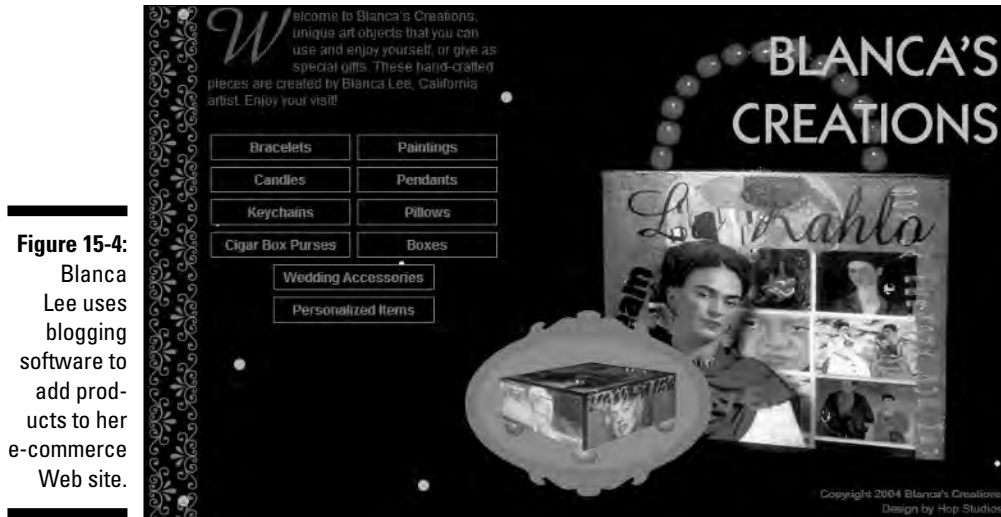 Figure 15-4:
Blanca
Lee uses
blogging
software to
add prod-
ucts to her
e-commerce
Web site.
Welcome to Blanca's Creations,
unique art objects that you can
use and enjoy yourself, or give as
special gifts. These hand-crafted
pieces are created by Blanca Lee, California
artist. Enjoy your visit!
Bracelets
Paintings
Candles
Pendants
Keychains
Pillows
Cigar Box Purses
Boxes
Wedding Accessories
Personalized Items
BLANCA'S
CREATIONS
Kahlo
Copyright 2004 Blanca's Creations
Design by Hop Studios